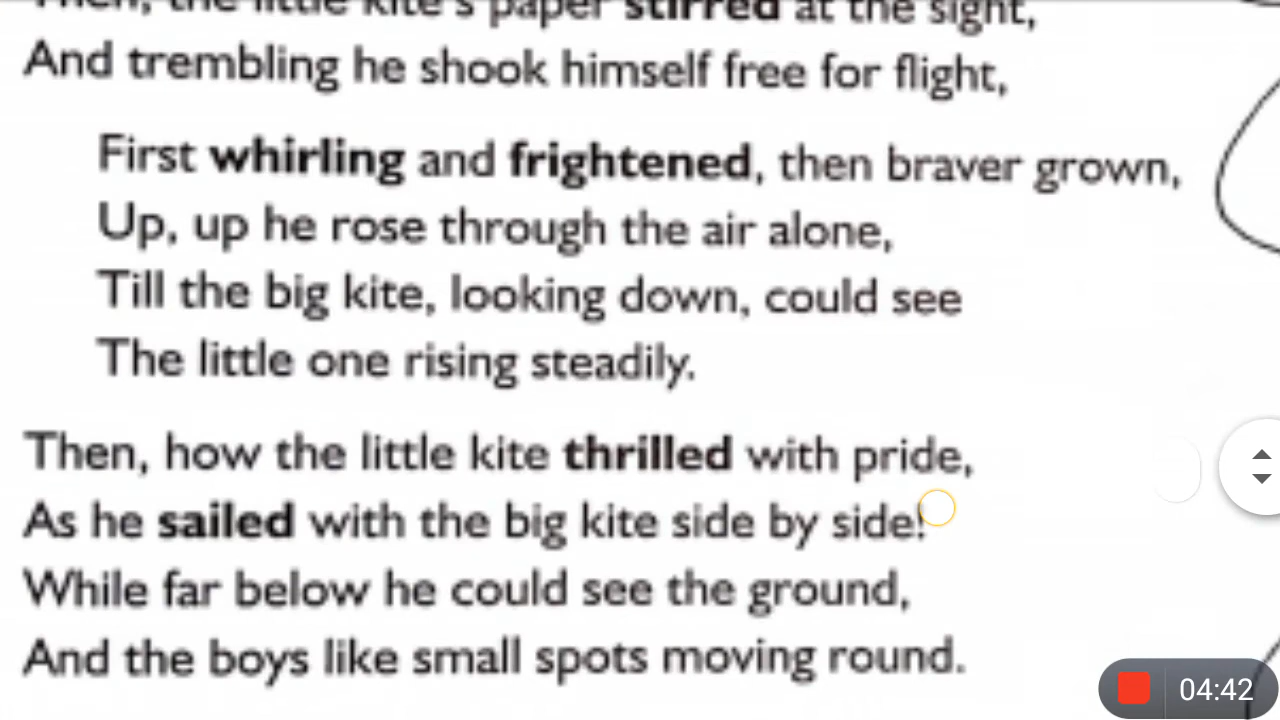 Then, the little kite's paper stirred at the sight,
And trembling he shook himself free for flight,
First whirling and frightened, then braver grown,
Up, up he rose through the air alone,
Till the big kite, looking down, could see
The little one rising steadily.
Then, how the little kite thrilled with pride,
As he sailed with the big kite side by side!
While far below he could see the ground,
And the boys like small spots moving round.
04:42